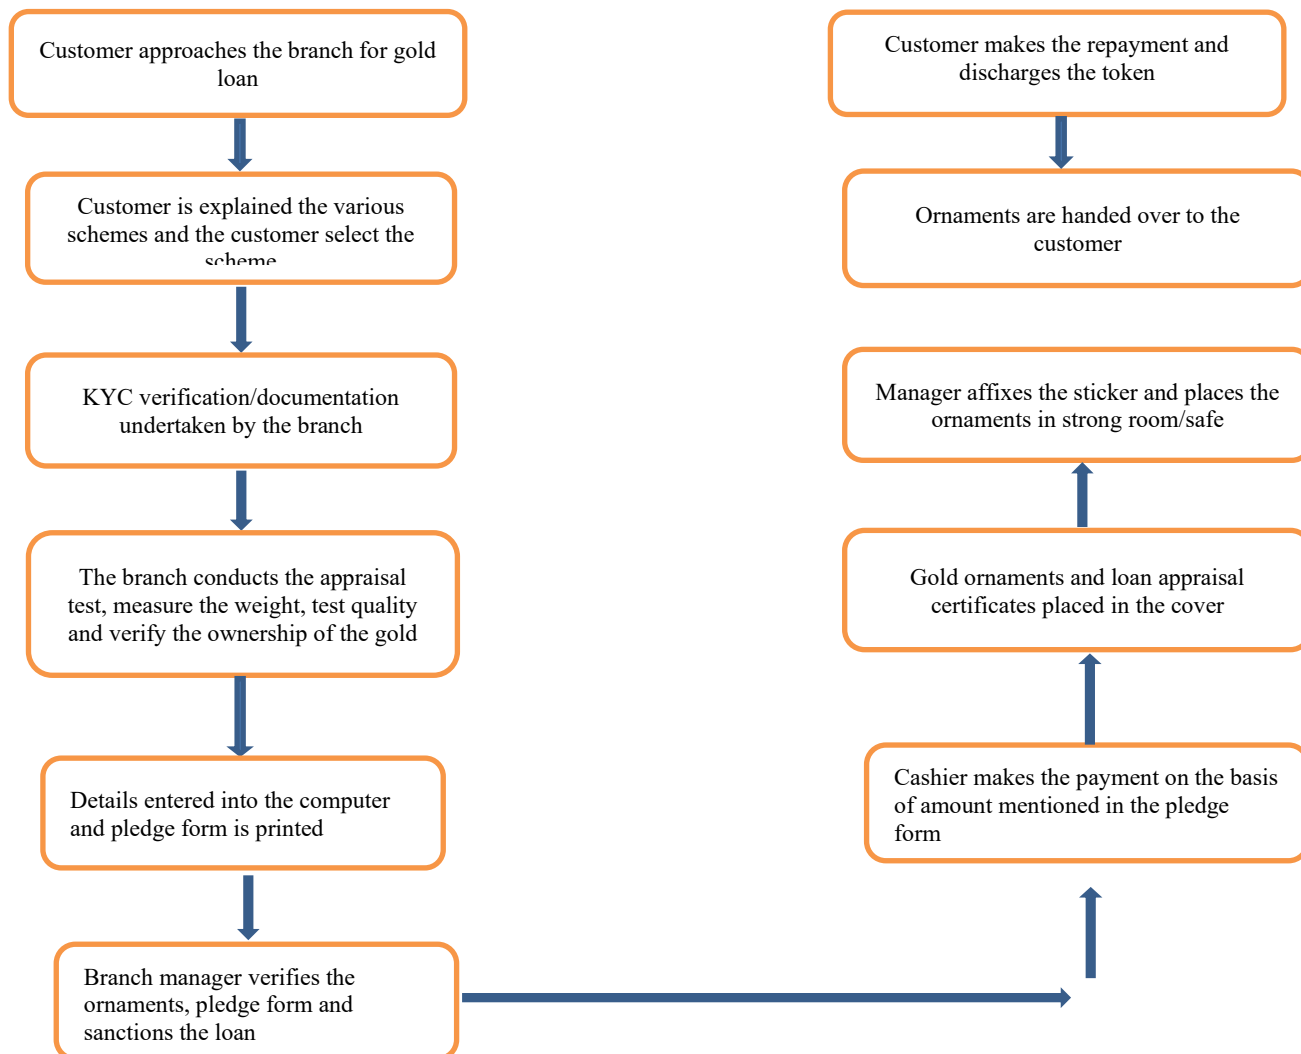 Customer approaches the branch for gold
loan
Customer is explained the various
schemes and the customer select the
scheme
KYC verification/documentation
undertaken by the branch
The branch conducts the appraisal
test, measure the weight, test quality
and verify the ownership of the gold
Details entered into the computer
and pledge form is printed
Branch manager verifies the
ornaments, pledge form and
sanctions the loan
Cashier makes the payment on the basis
of amount mentioned in the pledge
form
Gold ornaments and loan appraisal
certificates placed in the cover
Manager affixes the sticker and places the
ornaments in strong room/safe
Customer makes the repayment and
discharges the token
Ornaments are handed over to the
customer